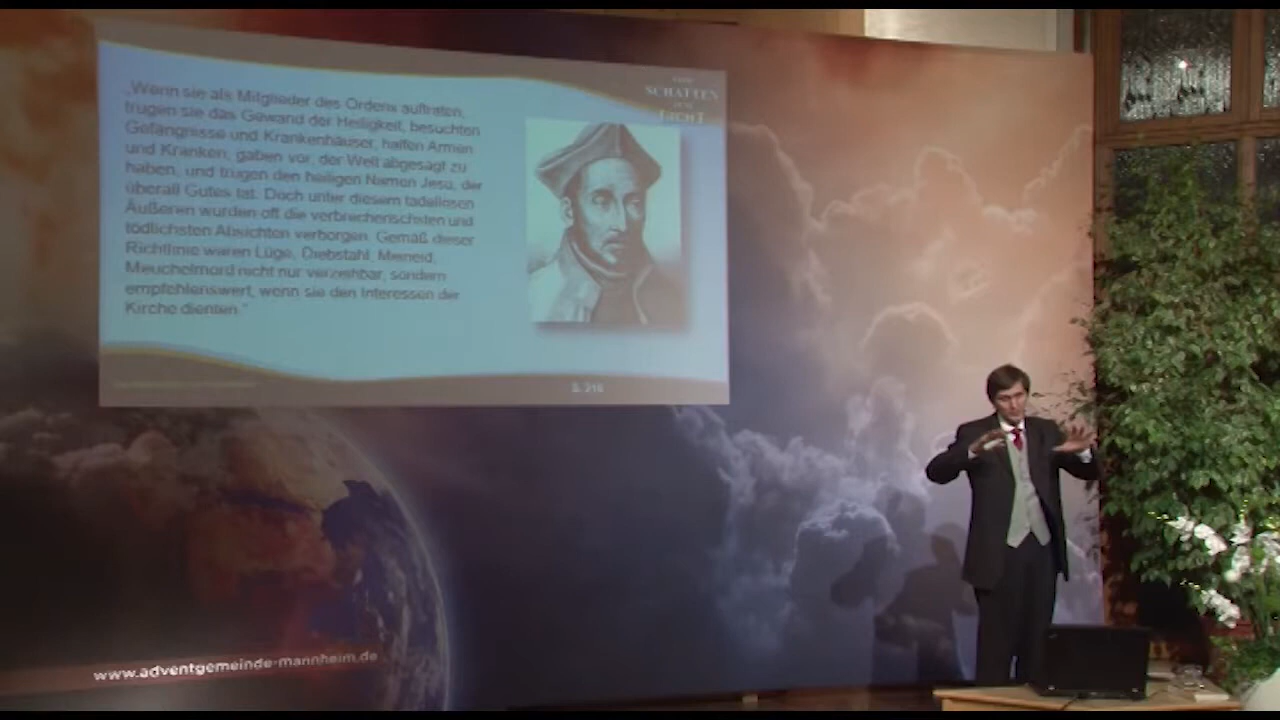 „Wenn sie als Mitglieder des Ordens auftraten,
trugen sie das Gewand der Heiligkeit, besuchten
Gefängnisse und Krankenhäuser, halfen Armen
und Kranken, gaben vor, der Welt abgesagt zu
haben, und trugen den heiligen Namen Jesu, der
überall Gutes tat. Doch unter diesem tadellosen
Äußeren wurden oft die verbrecherischsten und
tödlichsten Absichten verborgen. Gemäß dieser
Richtlinie waren Lüge, Diebstahl, Meineid,
Meuchelmord nicht nur verzeihbar, sondern
empfehlenswert, wenn sie den Interessen der
Kirche dienten."
VOM
SCHATTEN
ZUM
LICHT
www.adventgemeinde-mannheim.de